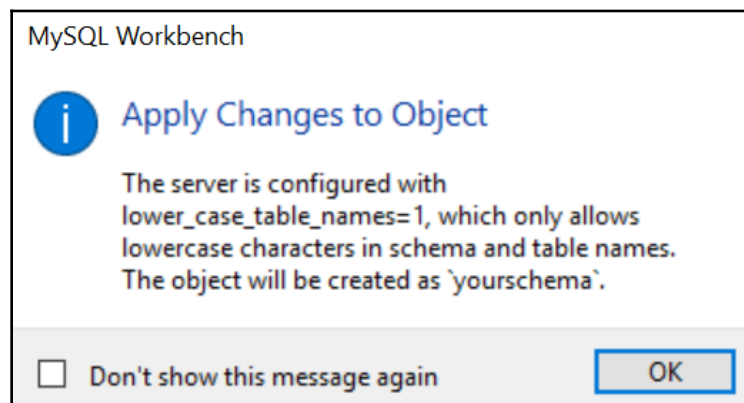 MySQL Workbench
Apply Changes to Object
The server is configured with
lower_case_table_names=1, which only allows
lowercase characters in schema and table names.
The object will be created as `yourschema`.
Don't show this message again
OK